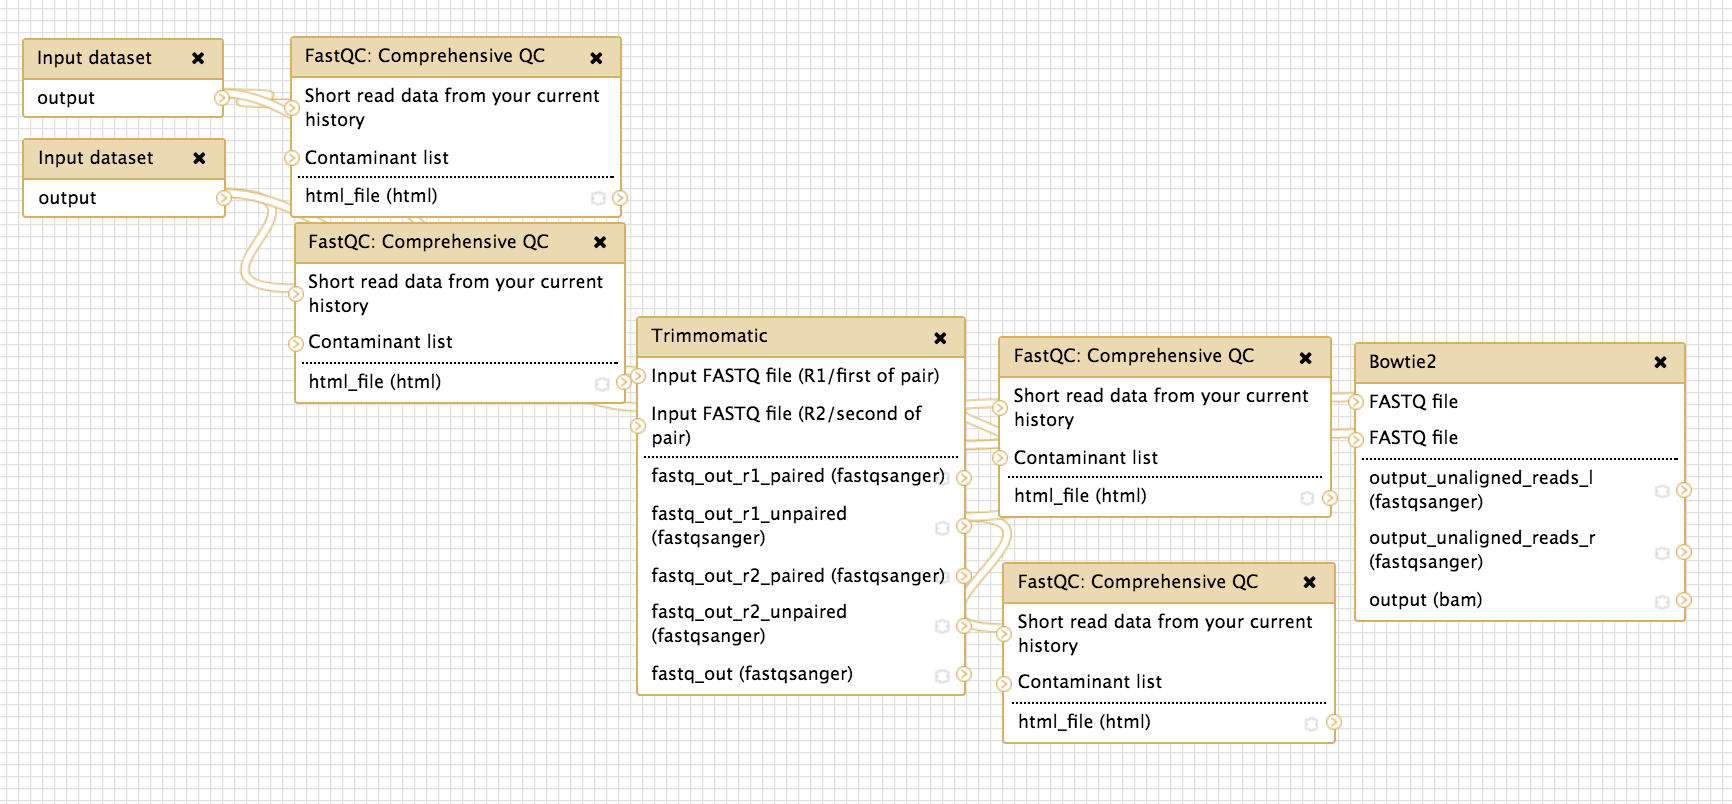 Input dataset
output
Input dataset
output
FastQC: Comprehensive QC
Short read data from your current
history
Contaminant list
html_file (html)
FastQC: Comprehensive QC
Short read data from your current
history
Contaminant list
html_file (html)
Trimmomatic
Input FASTQ file (R1/first of pair)
Input FASTQ file (R2/second of
pair)
fastq_out_r1_paired (fastqsanger)
fastq_out_r1_unpaired
(fastqsanger)
fastq_out_r2_paired (fastqsanger)
fastq_out_r2_unpaired
(fastqsanger)
fastq_out (fastqsanger)
FastQC: Comprehensive QC
Short read data from your current
history
Contaminant list
html_file (html)
FastQC: Comprehensive QC
Short read data from your current
history
Contaminant list
html_file (html)
Bowtie2
FASTQ file
FASTQ file
output_unaligned_reads_l
(fastqsanger)
output_unaligned_reads_r
(fastqsanger)
output (bam)